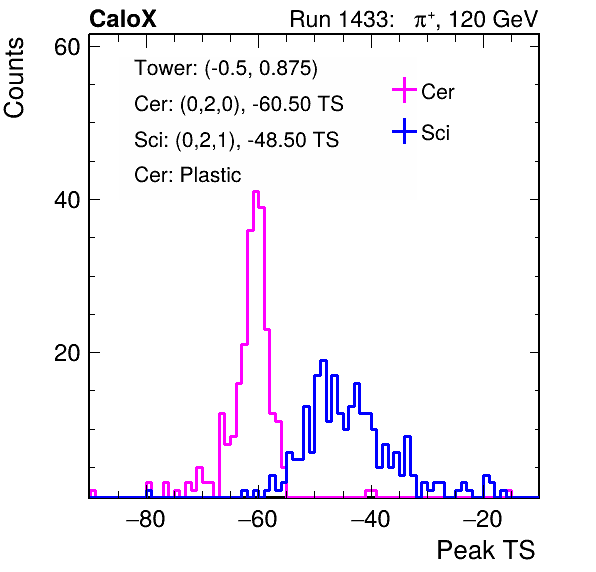 CaloX Run 1433: π⁺, 120 GeV
Counts
60
40
20
Tower: (-0.5, 0.875)
Cer: (0,2,0), -60.50 TS
Sci: (0,2,1), -48.50 TS
Cer: Plastic
Cer
Sci
−80 −60 −40 −20
Peak TS